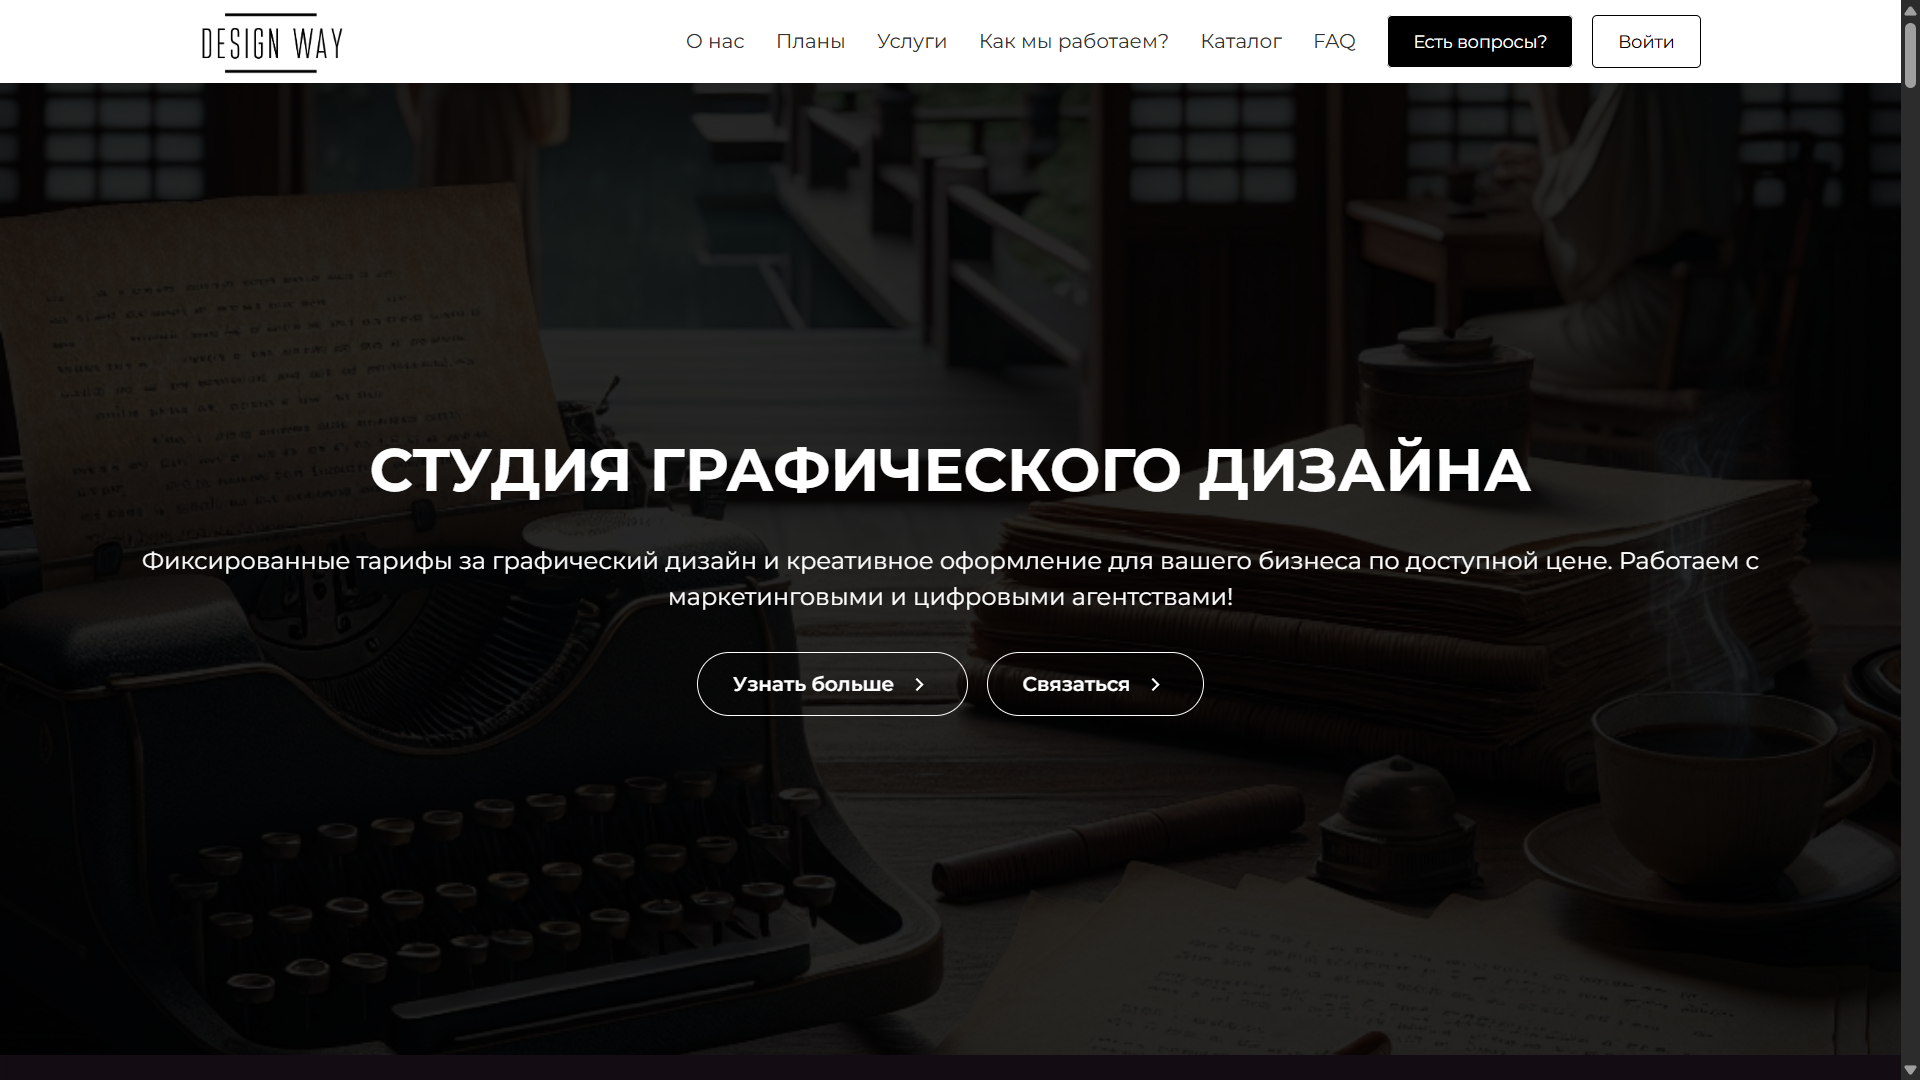 DESIGN WAY
О нас
Планы
Услуги
Как мы работаем?
Каталог
FAQ
Есть вопросы?
Войти
СТУДИЯ ГРАФИЧЕСКОГО ДИЗАЙНА
Фиксированные тарифы за графический дизайн и креативное оформление для вашего бизнеса по доступной цене. Работаем с
маркетинговыми и цифровыми агентствами!
Узнать больше
Связаться